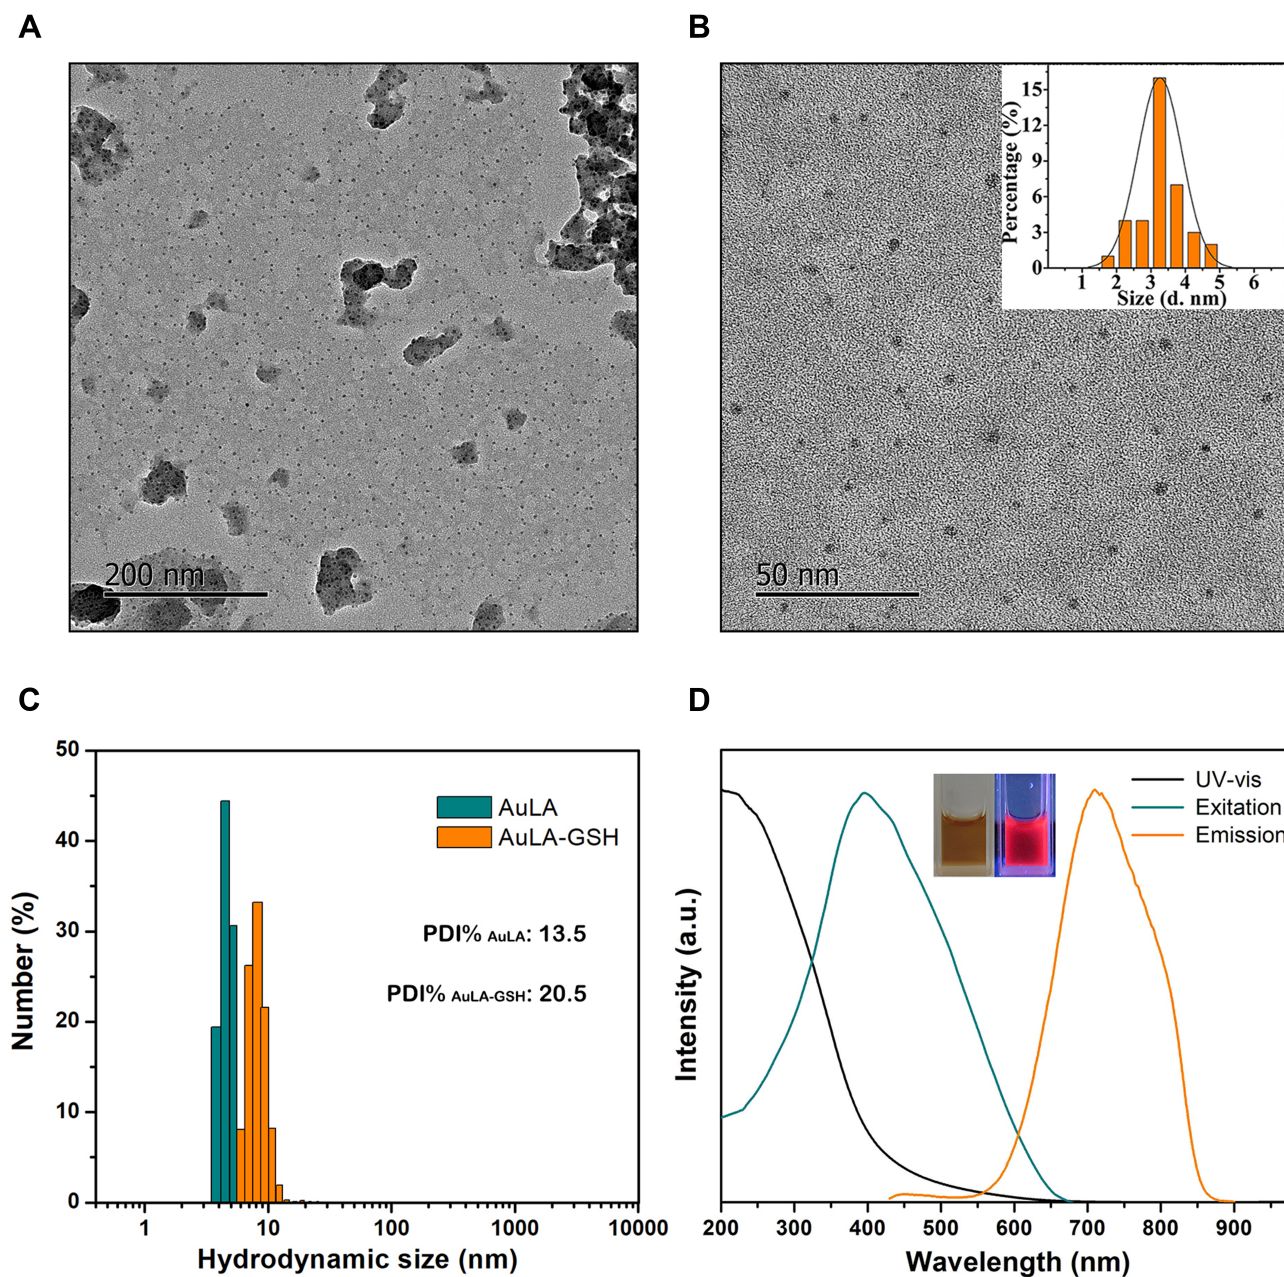 A
B
200 nm
50 nm
Percentage (%)
15
12
9
6
3
0
1 2 3 4 5 6
Size (d. nm)
C
D
Number (%)
50
40
30
20
10
0
AuLA
AuLA-GSH
PDI% AuLA: 13.5
PDI% AuLA-GSH: 20.5
1 10 100 1000 10000
Hydrodynamic size (nm)
Intensity (a.u.)
UV-vis
Exitation
Emission
200 300 400 500 600 700 800 900
Wavelength (nm)